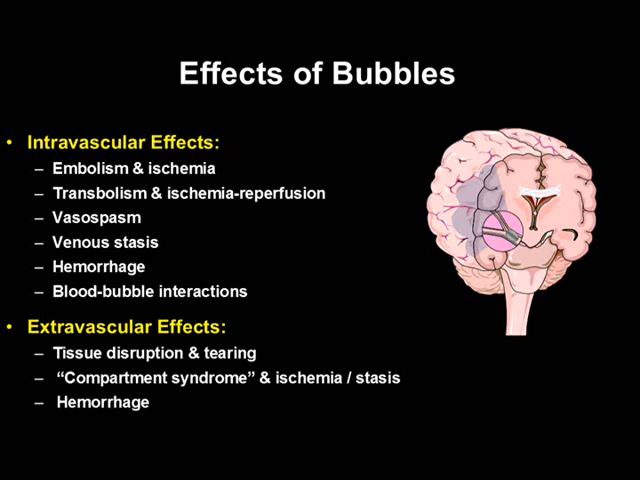 Effects of Bubbles
• Intravascular Effects:
– Embolism & ischemia
– Transbolism & ischemia-reperfusion
– Vasospasm
– Venous stasis
– Hemorrhage
– Blood-bubble interactions
• Extravascular Effects:
– Tissue disruption & tearing
– “Compartment syndrome” & ischemia / stasis
– Hemorrhage